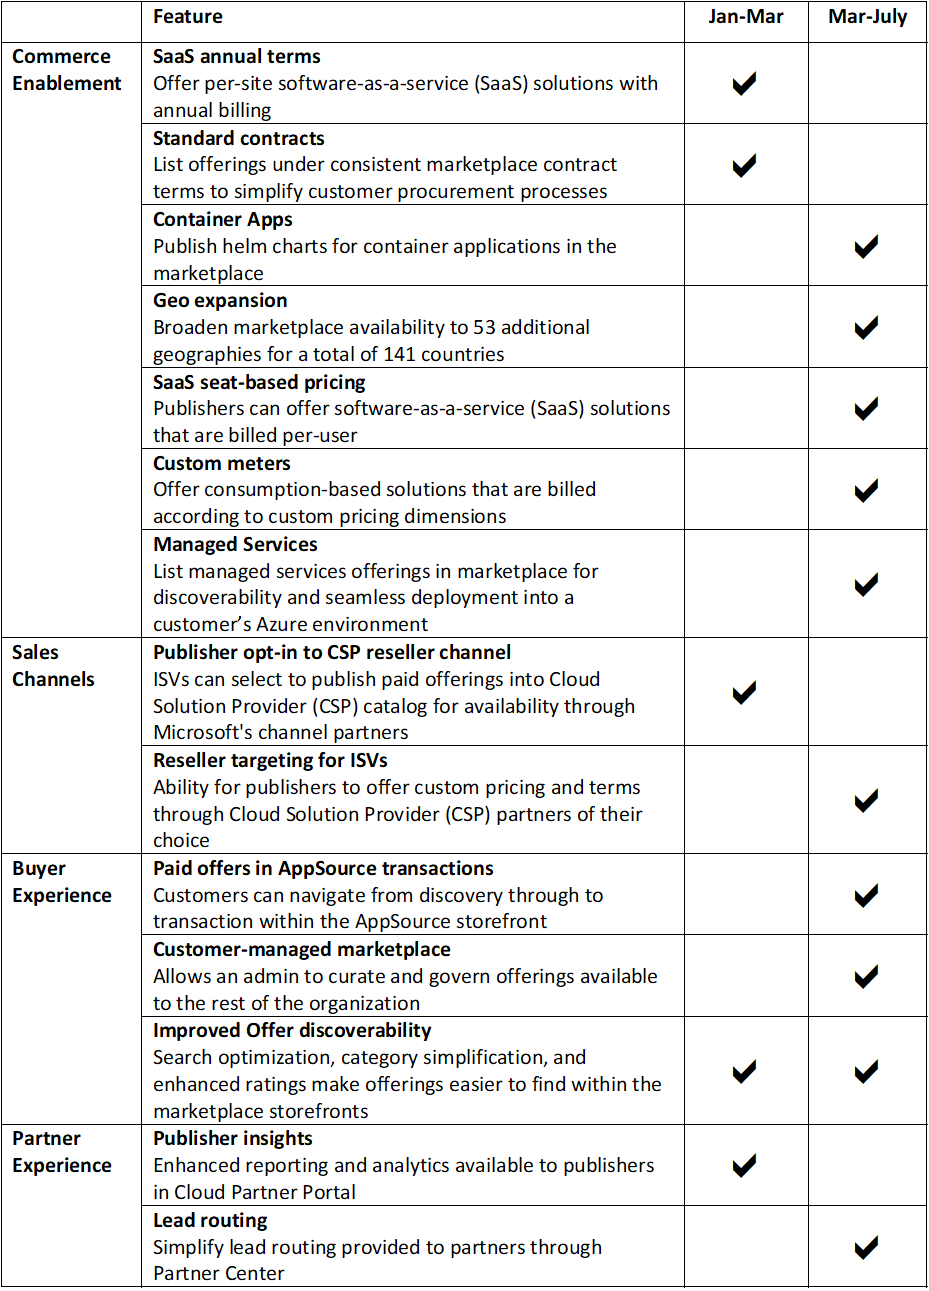 Feature Jan-Mar Mar-July
Commerce
Enablement
SaaS annual terms
Offer per-site software-as-a-service (SaaS) solutions with
annual billing
✔
Standard contracts
List offerings under consistent marketplace contract
terms to simplify customer procurement processes
✔
Container Apps
Publish helm charts for container applications in the
marketplace
✔
Geo expansion
Broaden marketplace availability to 53 additional
geographies for a total of 141 countries
✔
SaaS seat-based pricing
Publishers can offer software-as-a-service (SaaS) solutions
that are billed per-user
✔
Custom meters
Offer consumption-based solutions that are billed
according to custom pricing dimensions
✔
Managed Services
List managed services offerings in marketplace for
discoverability and seamless deployment into a
customer’s Azure environment
✔
Sales
Channels
Publisher opt-in to CSP reseller channel
ISVs can select to publish paid offerings into Cloud
Solution Provider (CSP) catalog for availability through
Microsoft's channel partners
✔
Reseller targeting for ISVs
Ability for publishers to offer custom pricing and terms
through Cloud Solution Provider (CSP) partners of their
choice
✔
Buyer
Experience
Paid offers in AppSource transactions
Customers can navigate from discovery through to
transaction within the AppSource storefront
✔
Customer-managed marketplace
Allows an admin to curate and govern offerings available
to the rest of the organization
✔
Improved Offer discoverability
Search optimization, category simplification, and
enhanced ratings make offerings easier to find within the
marketplace storefronts
✔ ✔
Partner
Experience
Publisher insights
Enhanced reporting and analytics available to publishers
in Cloud Partner Portal
✔
Lead routing
Simplify lead routing provided to partners through
Partner Center
✔